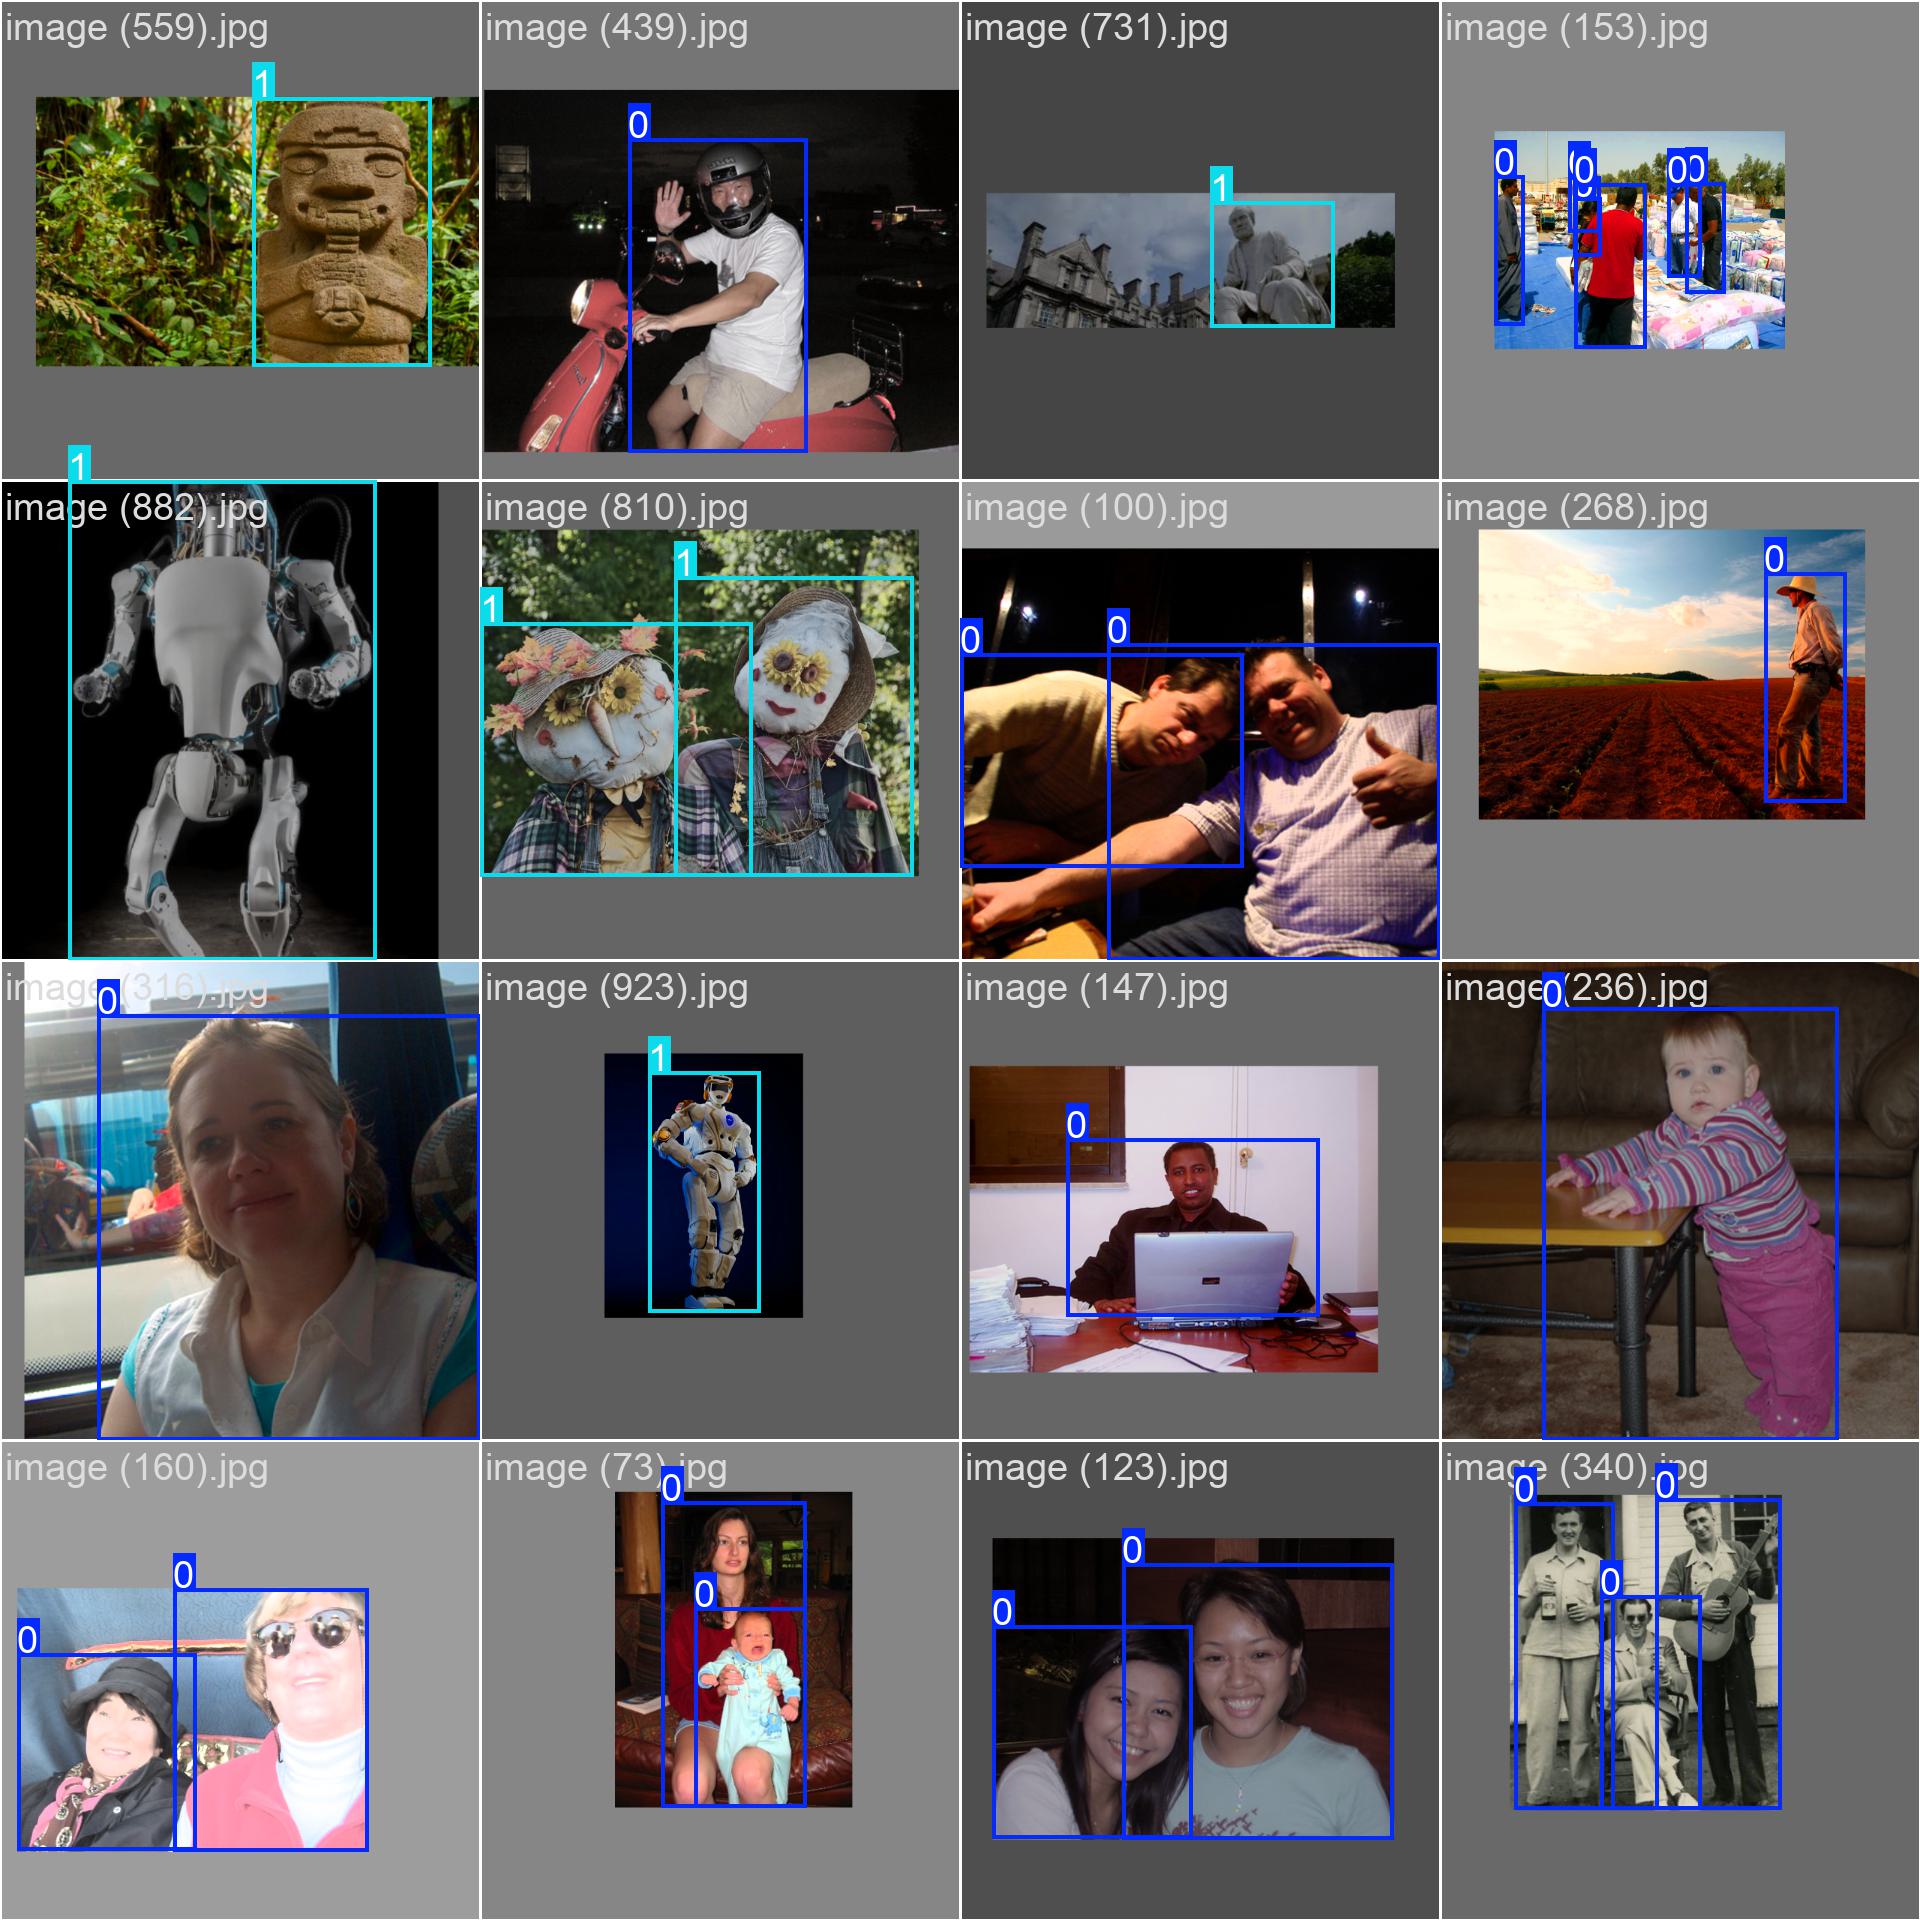 image (559).jpg
1
image (439).jpg
0
image (731).jpg
1
image (153).jpg
0
0
0
0
0
image (882).jpg
1
image (810).jpg
1
1
image (100).jpg
0
0
image (268).jpg
0
image (316).jpg
0
image (923).jpg
1
image (147).jpg
0
image (236).jpg
0
image (160).jpg
0
0
image (73).jpg
0
0
image (123).jpg
0
0
image (340).jpg
0
0
0